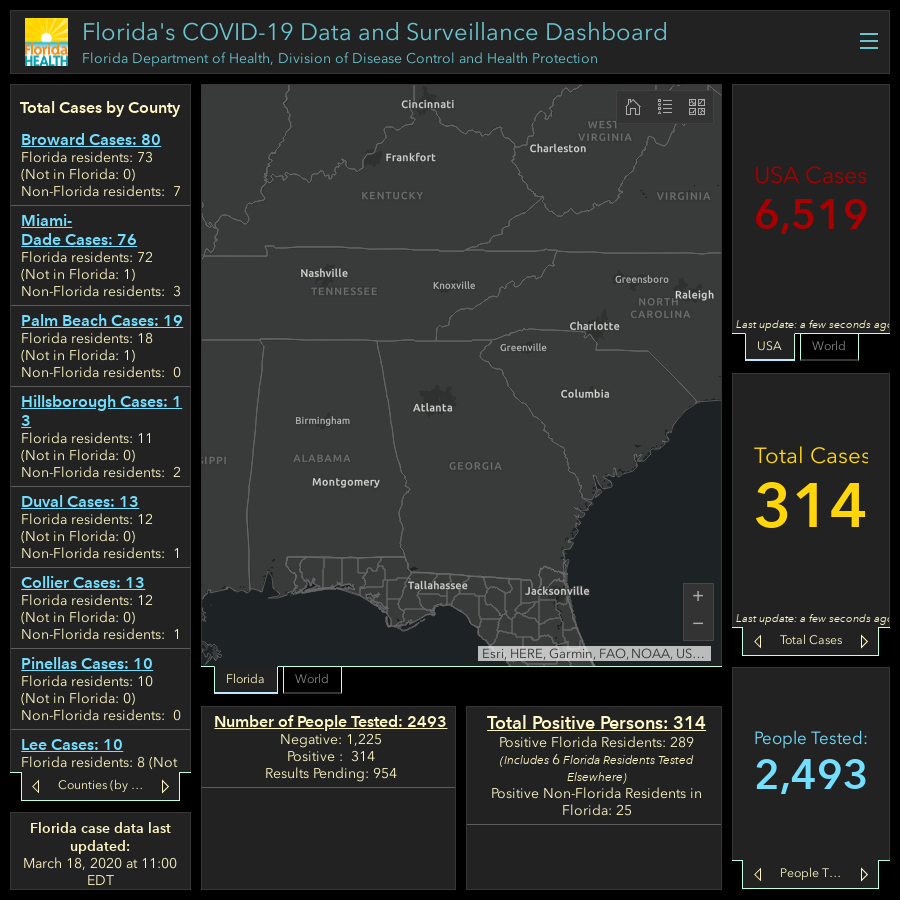 Florida's COVID-19 Data and Surveillance Dashboard
Florida Department of Health, Division of Disease Control and Health Protection
Florida
HEALTH
Total Cases by County
Broward Cases: 80
Florida residents: 73
(Not in Florida: 0)
Non-Florida residents: 7
Miami-
Dade Cases: 76
Florida residents: 72
(Not in Florida: 1)
Non-Florida residents: 3
Palm Beach Cases: 19
Florida residents: 18
(Not in Florida: 1)
Non-Florida residents: 0
Hillsborough Cases: 1
3
Florida residents: 11
(Not in Florida: 0)
Non-Florida residents: 2
Duval Cases: 13
Florida residents: 12
(Not in Florida: 0)
Non-Florida residents: 1
Collier Cases: 13
Florida residents: 12
(Not in Florida: 0)
Non-Florida residents: 1
Pinellas Cases: 10
Florida residents: 10
(Not in Florida: 0)
Non-Florida residents: 0
Lee Cases: 10
Florida residents: 8 (Not
Counties (by ...
Florida case data last
updated:
March 18, 2020 at 11:00
EDT
Cincinnati
WEST
VIRGINIA
Charleston
Frankfort
KENTUCKY
VIRGINIA
Nashville
TENNESSEE
Knoxville
Greensboro
Raleigh
NORTH
CAROLINA
Charlotte
Greenville
Columbia
Atlanta
Birmingham
SIPPI
ALABAMA
GEORGIA
Montgomery
Tallahassee
Jacksonville
+
−
Esri, HERE, Garmin, FAO, NOAA, US...
Florida
World
Number of People Tested: 2493
Negative: 1,225
Positive : 314
Results Pending: 954
Total Positive Persons: 314
Positive Florida Residents: 289
(Includes 6 Florida Residents Tested
Elsewhere)
Positive Non-Florida Residents in
Florida: 25
USA Cases
6,519
Last update: a few seconds ago
USA
World
Total Cases
314
Last update: a few seconds ago
Total Cases
People Tested:
2,493
People T...